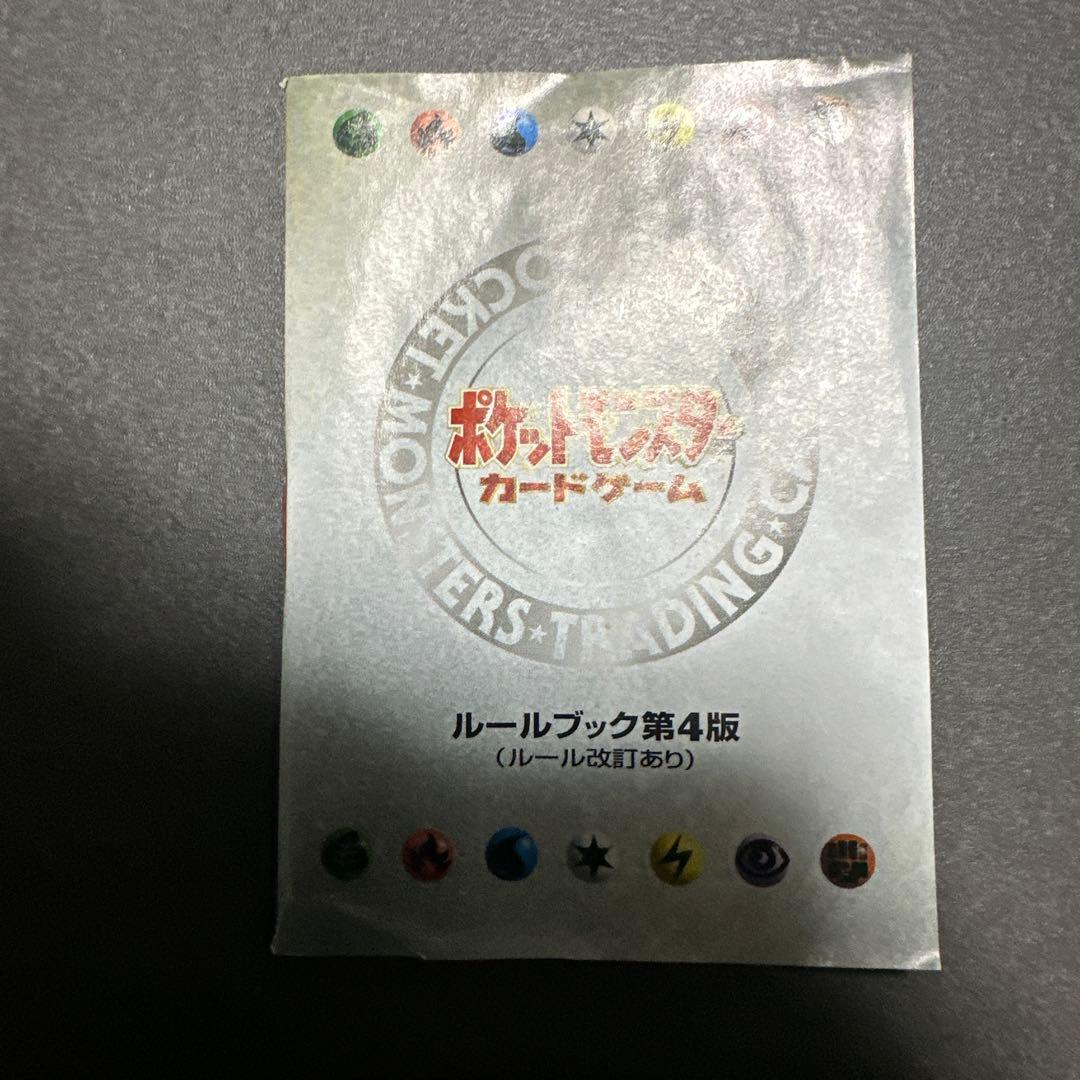 ポケットモンスター
カードゲーム
POCKET★MONSTERS★TRADING★C
ルールブック第4版
(ルール改訂あり)